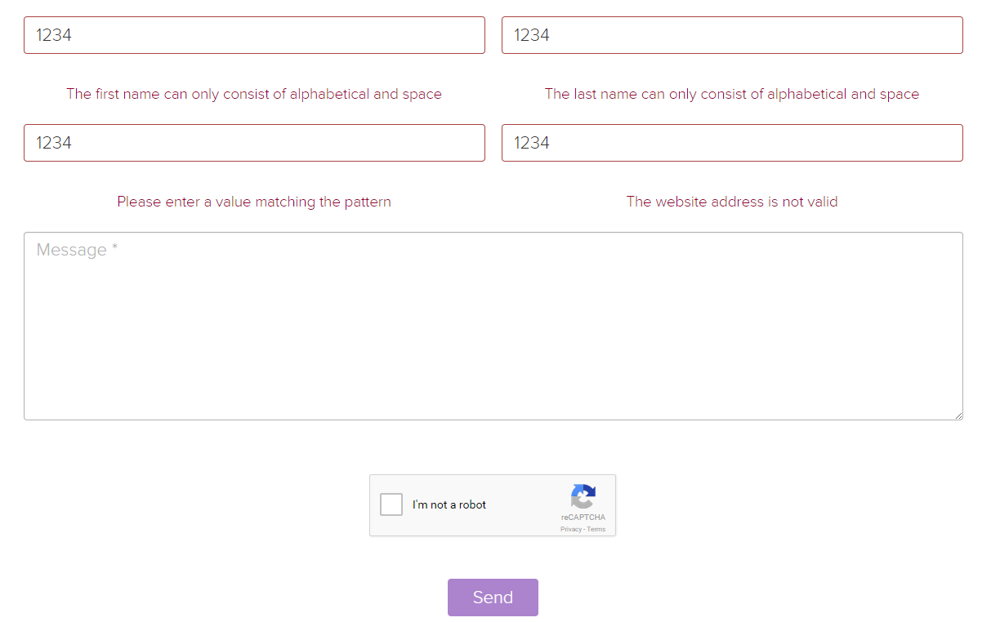 1234
1234
The first name can only consist of alphabetical and space
The last name can only consist of alphabetical and space
1234
1234
Please enter a value matching the pattern
The website address is not valid
Message *
I'm not a robot
reCAPTCHA
Privacy - Terms
Send